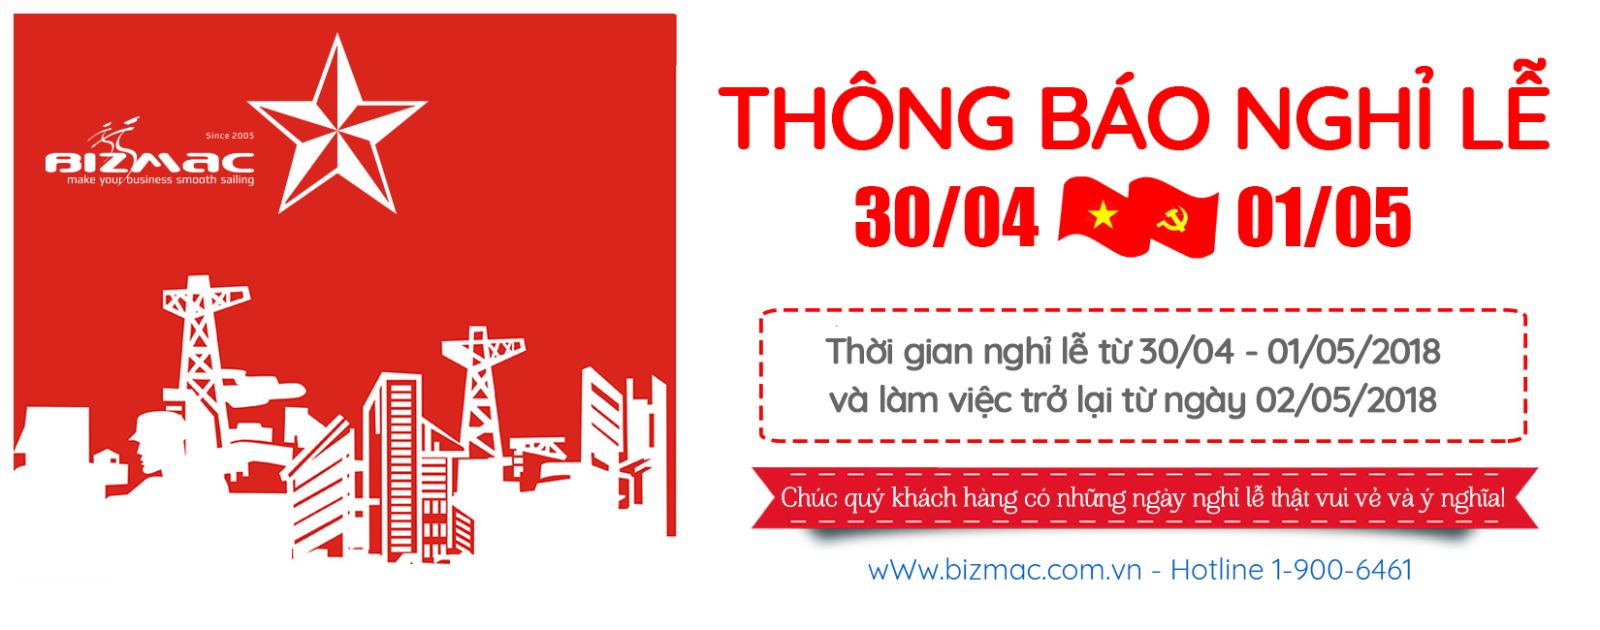 Since 2005
BIZMAC
make your business smooth sailing
THÔNG BÁO NGHỈ LỄ
30/04 01/05
Thời gian nghỉ lễ từ 30/04 - 01/05/2018
và làm việc trở lại từ ngày 02/05/2018
Chúc quý khách hàng có những ngày nghỉ lễ thật vui vẻ và ý nghĩa!
wWw.bizmac.com.vn - Hotline 1-900-6461